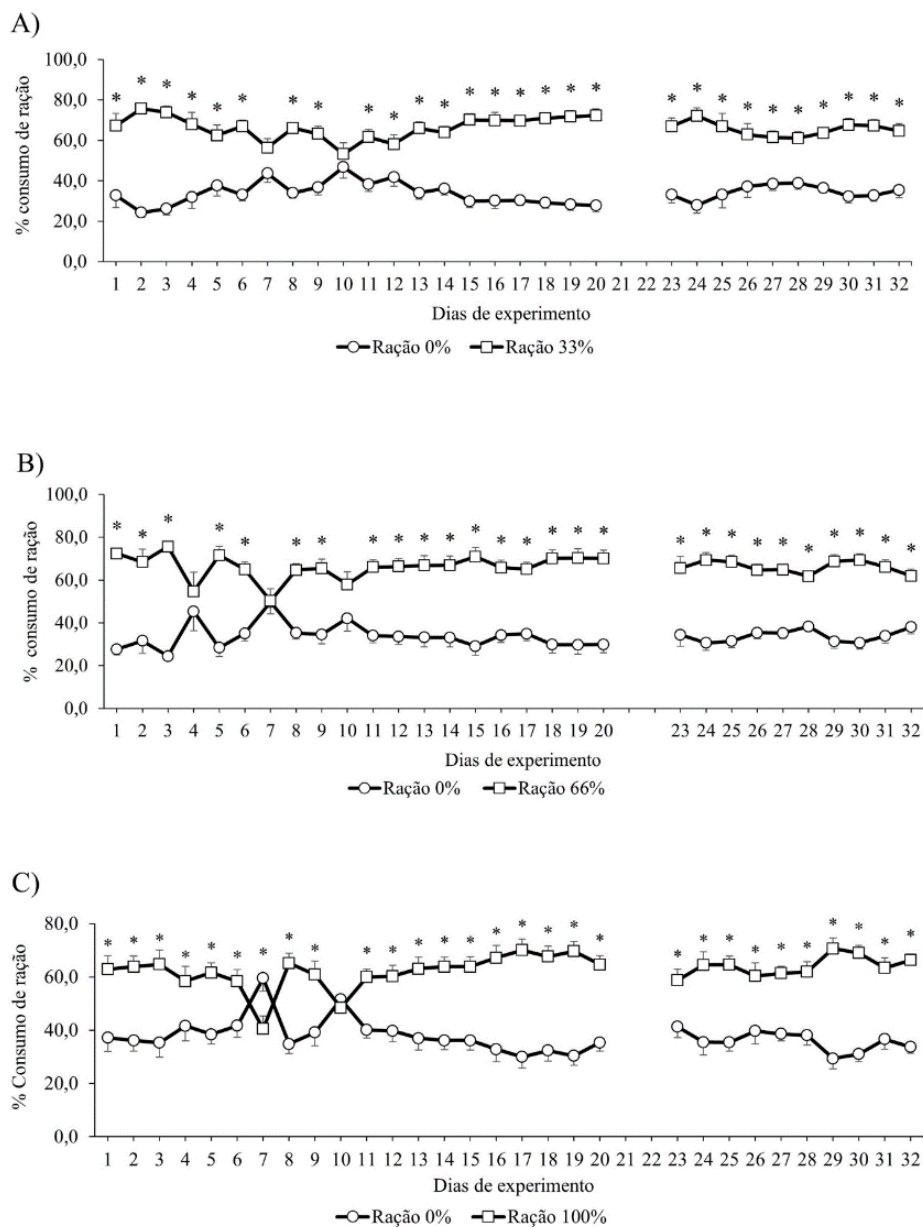 A)
% consumo de ração
100,0
80,0
60,0
40,0
20,0
0,0
* * * * * * * * * * * * * * * * * * * * * * * * * * * *
1 2 3 4 5 6 7 8 9 10 11 12 13 14 15 16 17 18 19 20 21 22 23 24 25 26 27 28 29 30 31 32
Dias de experimento
Ração 0% Ração 33%
B)
% consumo de ração
100,0
80,0
60,0
40,0
20,0
0,0
* * * * * * * * * * * * * * * * * * * * * * * * * * *
1 2 3 4 5 6 7 8 9 10 11 12 13 14 15 16 17 18 19 20 23 24 25 26 27 28 29 30 31 32
Dias de experimento
Ração 0% Ração 66%
C)
% Consumo de ração
80,0
60,0
40,0
20,0
0,0
* * * * * * * * * * * * * * * * * * * * * * * * * * * * *
1 2 3 4 5 6 7 8 9 10 11 12 13 14 15 16 17 18 19 20 21 22 23 24 25 26 27 28 29 30 31 32
Dias de experimento
Ração 0% Ração 100%